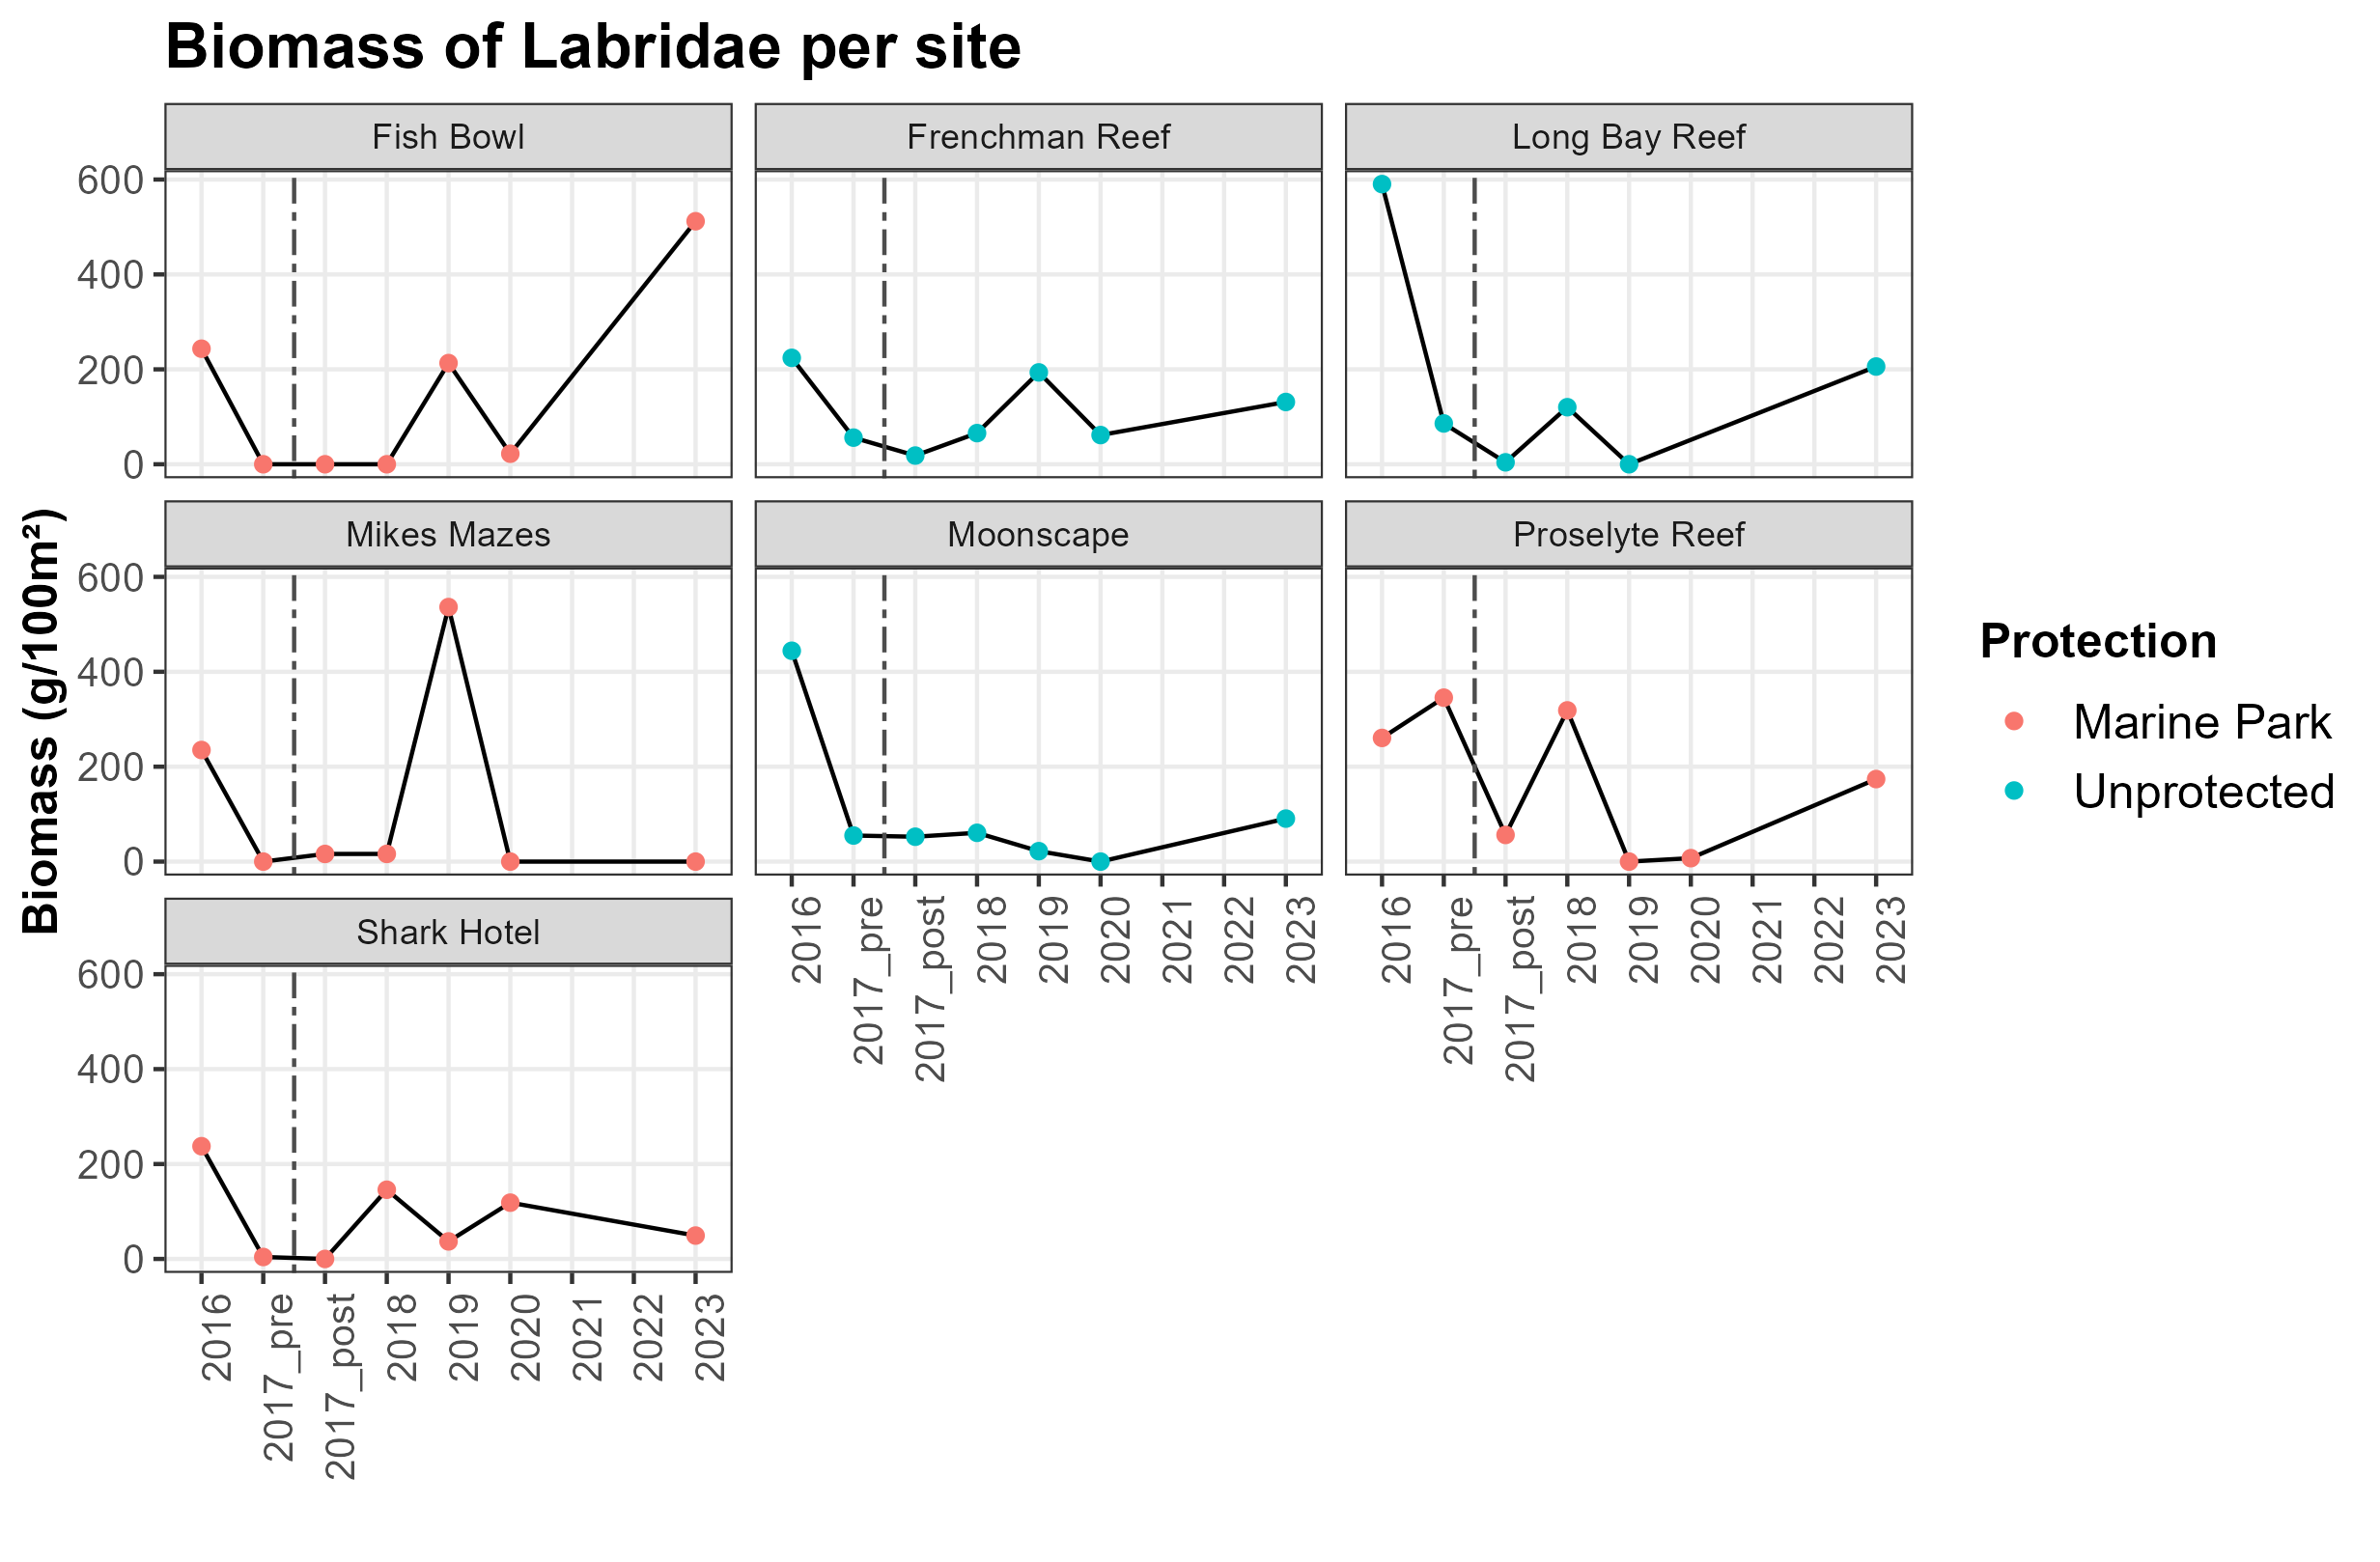 Biomass of Labridae per site
Fish Bowl
Frenchman Reef
Long Bay Reef
600
400
200
0
Mikes Mazes
Moonscape
Proselyte Reef
600
400
200
0
Biomass (g/100m²)
2016
2017_pre
2017_post
2018
2019
2020
2021
2022
2023
2016
2017_pre
2017_post
2018
2019
2020
2021
2022
2023
Shark Hotel
600
400
200
0
2016
2017_pre
2017_post
2018
2019
2020
2021
2022
2023
Protection
Marine Park
Unprotected